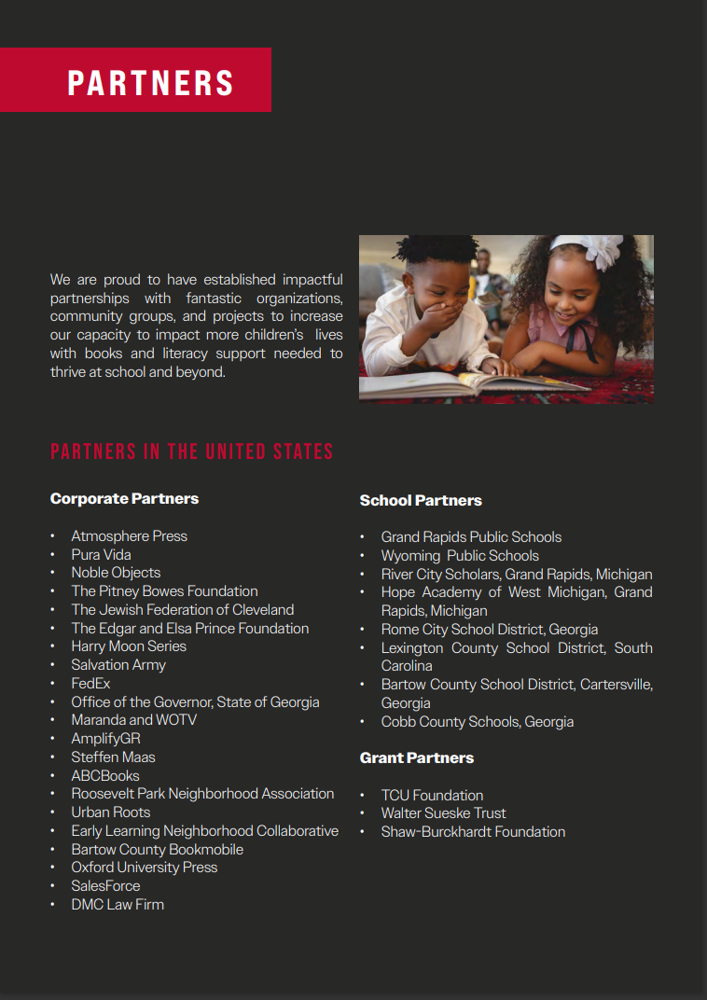 PARTNERS
We are proud to have established impactful
partnerships with fantastic organizations,
community groups, and projects to increase
our capacity to impact more children's lives
with books and literacy support needed to
thrive at school and beyond.
PARTNERS IN THE UNITED STATES
Corporate Partners
• Atmosphere Press
• Pura Vida
• Noble Objects
• The Pitney Bowes Foundation
• The Jewish Federation of Cleveland
• The Edgar and Elsa Prince Foundation
• Harry Moon Series
• Salvation Army
• FedEx
• Office of the Governor, State of Georgia
• Maranda and WOTV
• AmplifyGR
• Steffen Maas
• ABCBooks
• Roosevelt Park Neighborhood Association
• Urban Roots
• Early Learning Neighborhood Collaborative
• Bartow County Bookmobile
• Oxford University Press
• SalesForce
• DMC Law Firm
School Partners
• Grand Rapids Public Schools
• Wyoming Public Schools
• River City Scholars, Grand Rapids, Michigan
• Hope Academy of West Michigan, Grand
Rapids, Michigan
• Rome City School District, Georgia
• Lexington County School District, South
Carolina
• Bartow County School District, Cartersville,
Georgia
• Cobb County Schools, Georgia
Grant Partners
• TCU Foundation
• Walter Sueske Trust
• Shaw-Burckhardt Foundation